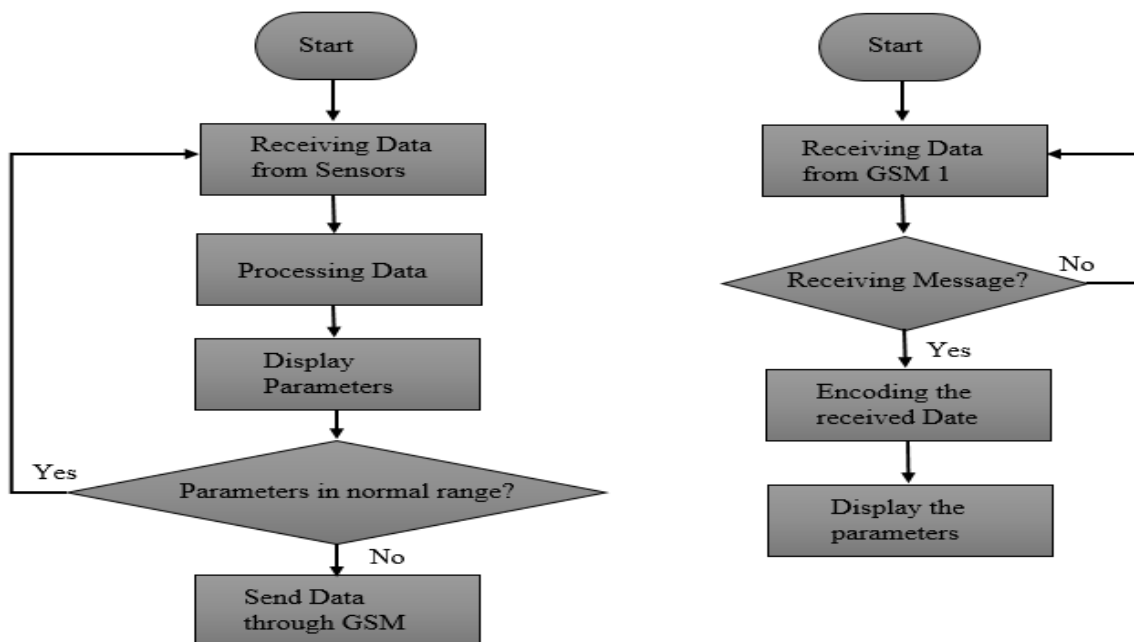 Start
Receiving Data
from Sensors
Processing Data
Display
Parameters
Yes
Parameters in normal range?
No
Send Data
through GSM
Start
Receiving Data
from GSM 1
Receiving Message?
No
Yes
Encoding the
received Date
Display the
parameters